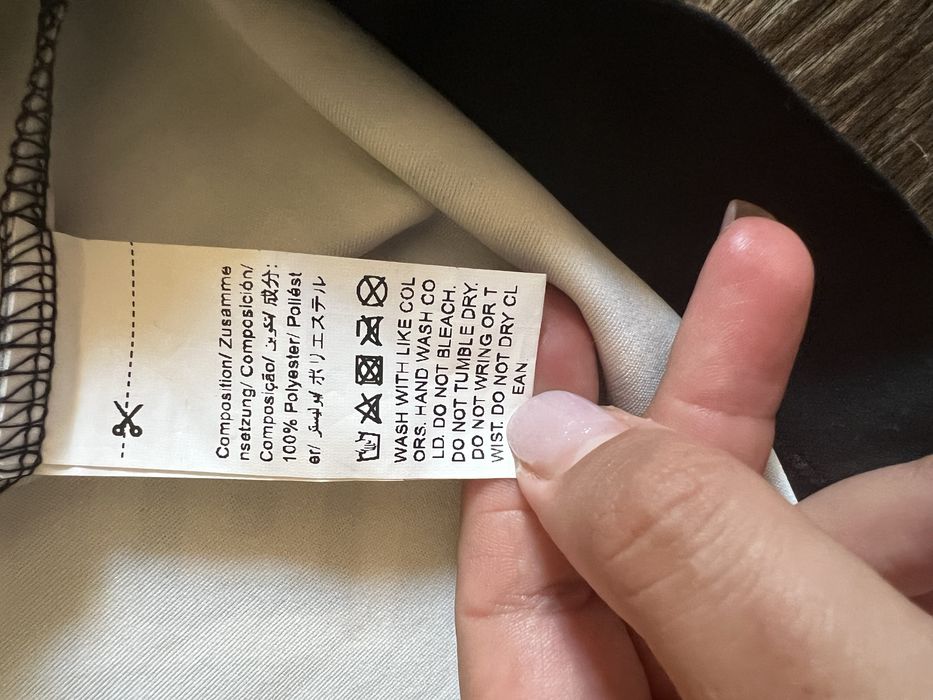 Composition/ Zusamme
nsetzung/ Composición/
Composição/ تكوين/ 成分:
100% Polyester/ Poliést
er/ بوليستر/ ポリエステル
WASH WITH LIKE COL
ORS. HAND WASH CO
LD. DO NOT BLEACH.
DO NOT TUMBLE DRY.
DO NOT WRING OR T
WIST. DO NOT DRY CL
EAN